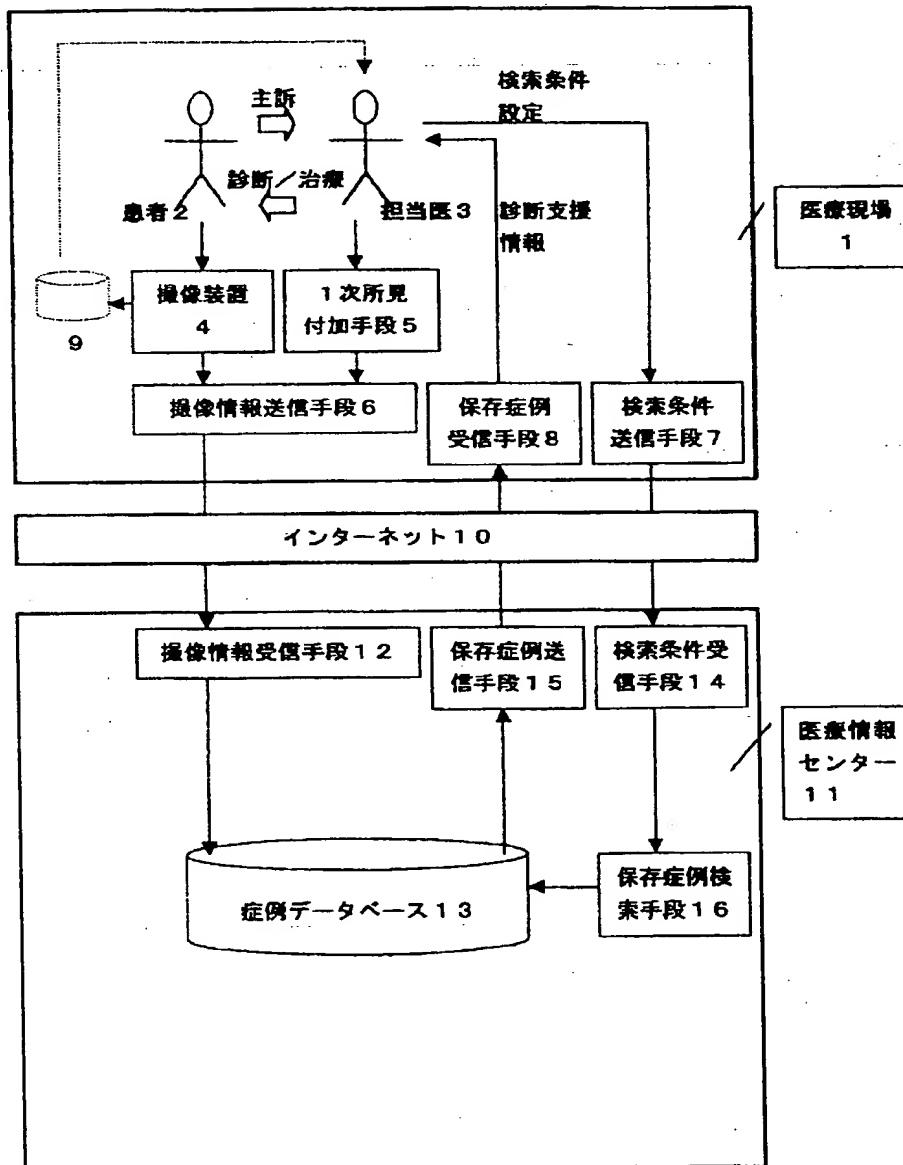 主訴
検索条件
設定
診断／治療
患者２
担当医３
診断支援
情報
医療現場
１
撮像装置
４
１次所見
付加手段５
９
撮像情報送信手段６
保存症例
受信手段８
検索条件
送信手段７
インターネット１０
撮像情報受信手段１２
保存症例送
信手段１５
検索条件受
信手段１４
医療情報
センター
１１
症例データベース１３
保存症例検
索手段１６